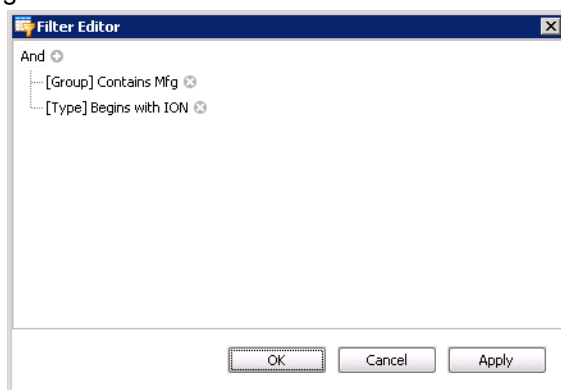 Filter Editor
And
[Group] Contains Mfg
[Type] Begins with ION
OK Cancel Apply